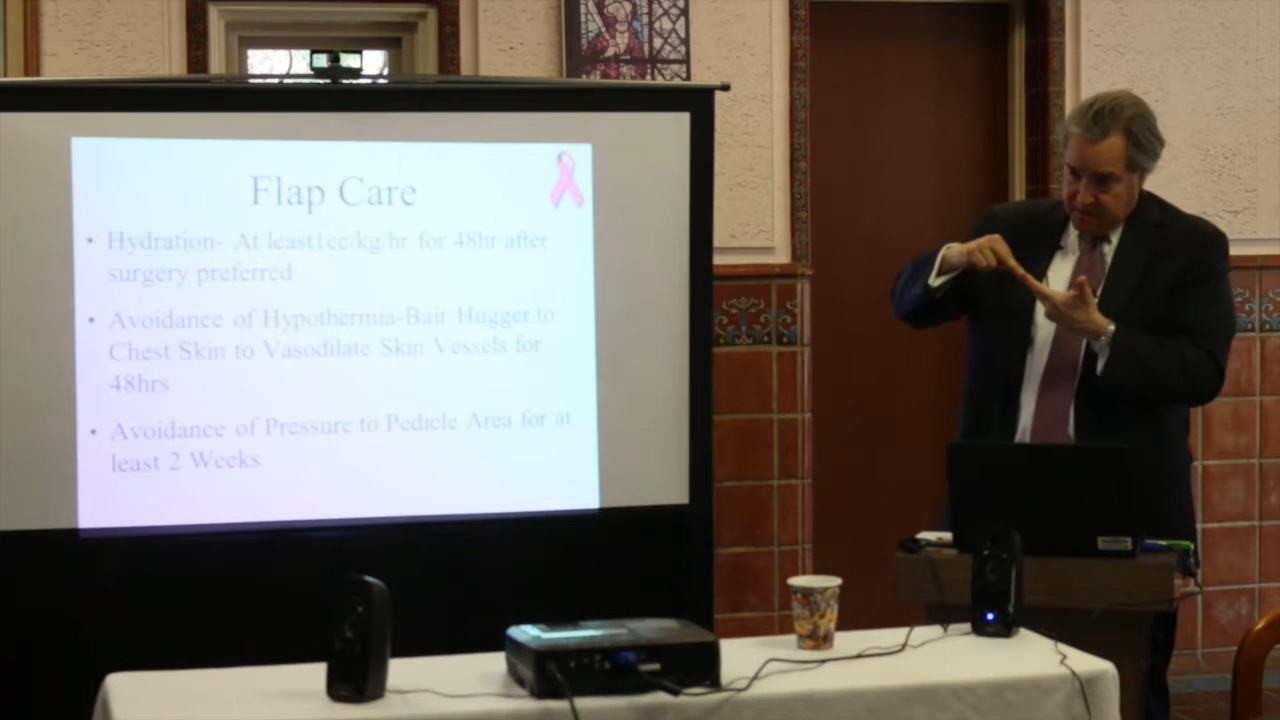 Flap Care
• Hydration- At least1cc/kg/hr for 48hr after
surgery preferred
• Avoidance of Hypothermia-Bair Hugger to
Chest Skin to Vasodilate Skin Vessels for
48hrs
• Avoidance of Pressure to Pedicle Area for at
least 2 Weeks